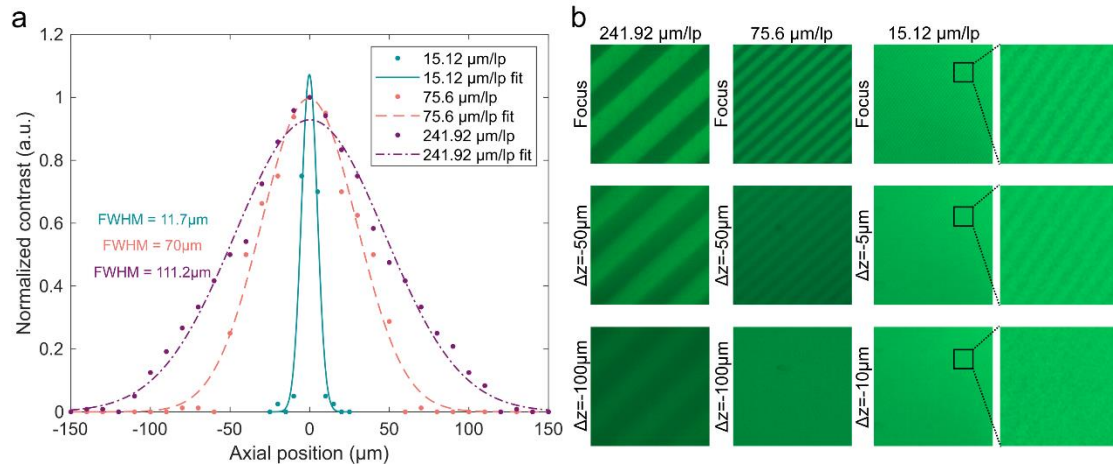 a
1.2
1
0.8
0.6
0.4
0.2
0
Normalized contrast (a.u.)
-150
-100
-50
0
50
100
150
Axial position (µm)
15.12 µm/lp
15.12 µm/lp fit
75.6 µm/lp
75.6 µm/lp fit
241.92 µm/lp
241.92 µm/lp fit
FWHM = 11.7µm
FWHM = 70µm
FWHM = 111.2µm
b
241.92 µm/lp
75.6 µm/lp
15.12 µm/lp
Focus
Focus
Focus
Δz=-50µm
Δz=-50µm
Δz=-5µm
Δz=-100µm
Δz=-100µm
Δz=-10µm